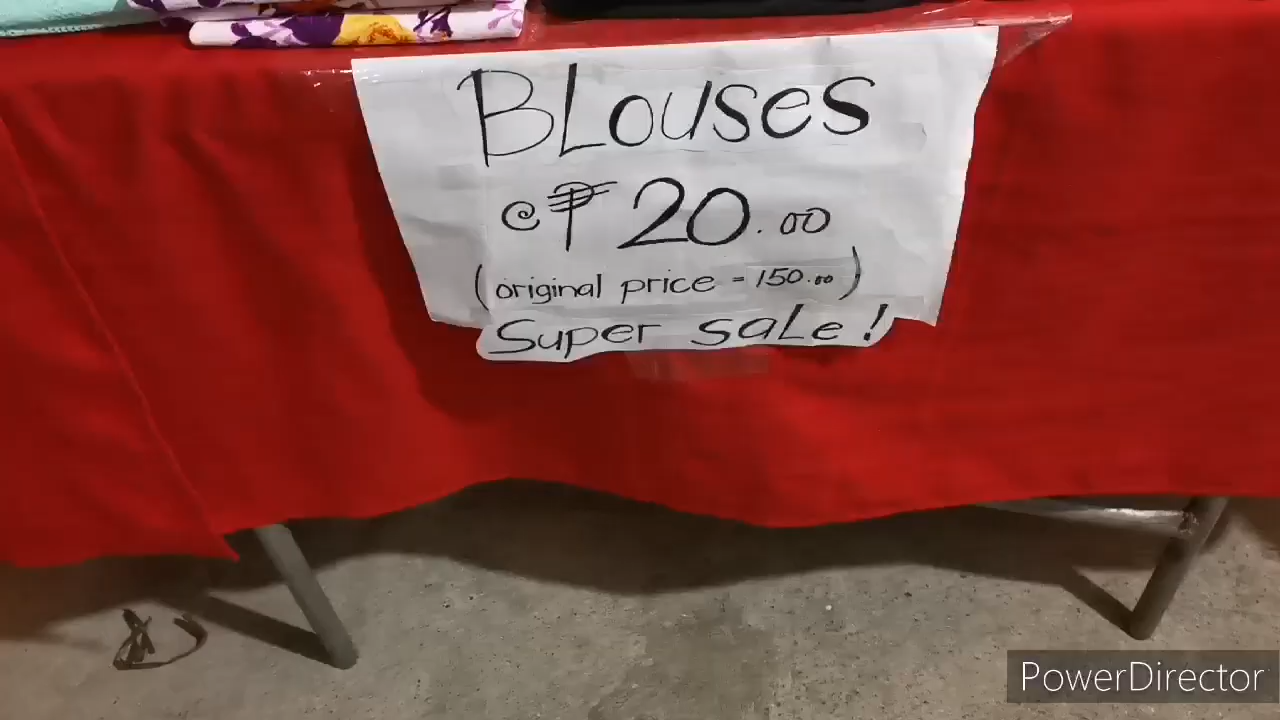 BLouses
@ ₱ 20.00
(original price = 150.00)
Super saLe!
PowerDirector